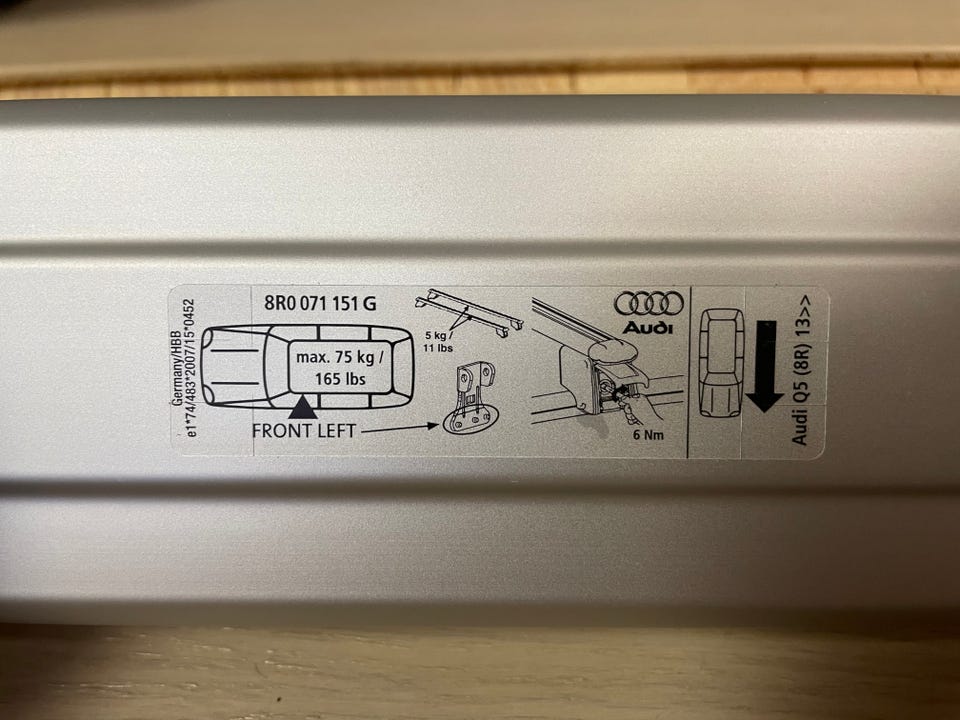 Germany/HBB
e1*74/483*2007/15*0452
8R0 071 151 G
max. 75 kg /
165 lbs
FRONT LEFT
5 kg /
11 lbs
Audi
6 Nm
Audi Q5 (8R) 13>>